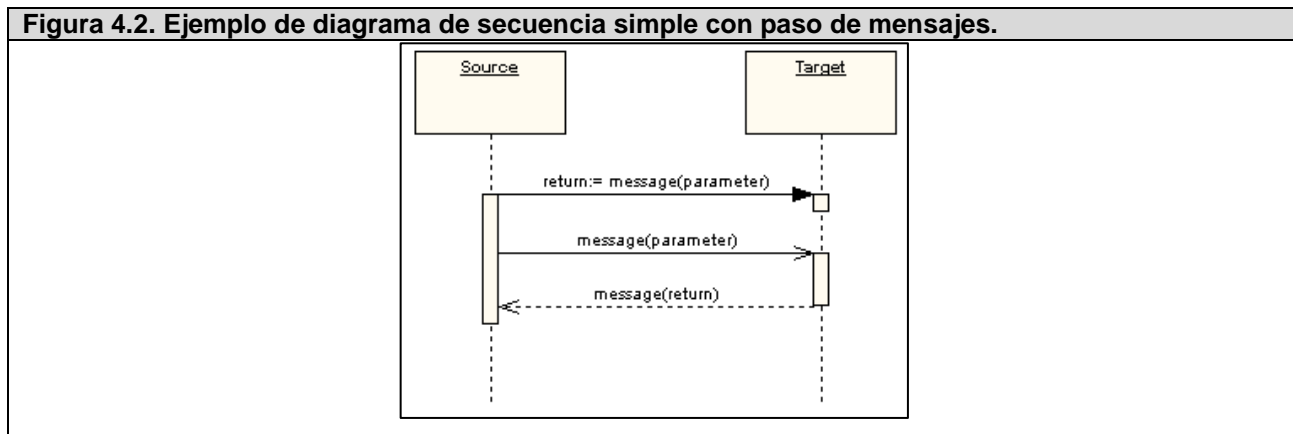 Figura 4.2. Ejemplo de diagrama de secuencia simple con paso de mensajes.
Source
Target
return:= message(parameter)
message(parameter)
message(return)